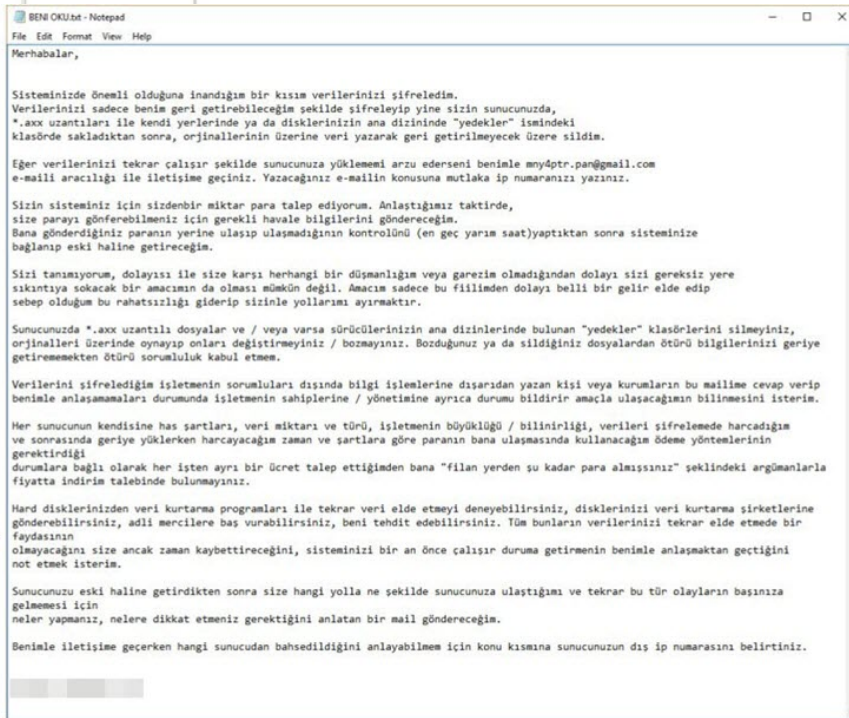 BENI OKU.txt - Notepad
File Edit Format View Help
Merhabalar,
Sisteminizde önemli olduğuna inandığım bir kısım verilerinizi şifreledim.
Verilerinizi sadece benim geri getirebileceğim şekilde şifreleyip yine sizin sunucunuzda,
*.axx uzantıları ile kendi yerlerinde ya da disklerinizin ana dizininde "yedekler" ismindeki
klasörde sakladıktan sonra, orjinallerinin üzerine veri yazarak geri getirilmeyecek üzere sildim.
Eğer verilerinizi tekrar çalışır şekilde sunucunuza yüklememi arzu ederseni benimle mny4ptr.pan@gmail.com
e-maili aracılığı ile iletişime geçiniz. Yazacağınız e-mailin konusuna mutlaka ip numaranızı yazınız.
Sizin sisteminiz için sizdenbir miktar para talep ediyorum. Anlaştığımız taktirde,
size parayı gönferebilmeniz için gerekli havale bilgilerini göndereceğim.
Bana gönderdiğiniz paranın yerine ulaşıp ulaşmadığının kontrolünü (en geç yarım saat)yaptıktan sonra sisteminize
bağlanıp eski haline getireceğim.
Sizi tanımıyorum, dolayısı ile size karşı herhangi bir düşmanlığım veya garezim olmadığından dolayı sizi gereksiz yere
sıkıntıya sokacak bir amacımın da olması mümkün değil. Amacım sadece bu fiilimden dolayı belli bir gelir elde edip
sebep olduğum bu rahatsızlığı giderip sizinle yollarımı ayırmaktır.
Sunucunuzda *.axx uzantılı dosyalar ve / veya varsa sürücülerinizin ana dizinlerinde bulunan "yedekler" klasörlerini silmeyiniz,
orjinalleri üzerinde oynayıp onları değiştirmeyiniz / bozmayınız. Bozduğunuz ya da sildiğiniz dosyalardan ötürü bilgilerinizi geriye
getirememekten ötürü sorumluluk kabul etmem.
Verilerini şifrelediğim işletmenin sorumluları dışında bilgi işlemlerine dışarıdan yazan kişi veya kurumların bu mailime cevap verip
benimle anlaşamamaları durumunda işletmenin sahiplerine / yönetimine ayrıca durumu bildirir amaçla ulaşacağımın bilinmesini isterim.
Her sunucunun kendisine has şartları, veri miktarı ve türü, işletmenin büyüklüğü / bilinirliği, verileri şifrelemede harcadığım
ve sonrasında geriye yüklerken harcayacağım zaman ve şartlara göre paranın bana ulaşmasında kullanacağım ödeme yöntemlerinin
gerektirdiği
durumlara bağlı olarak her işten ayrı bir ücret talep ettiğimden bana "filan yerden şu kadar para almışsınız" şeklindeki argümanlarla
fiyatta indirim talebinde bulunmayınız.
Hard disklerinizden veri kurtarma programları ile tekrar veri elde etmeyi deneyebilirsiniz, disklerinizi veri kurtarma şirketlerine
gönderebilirsiniz, adli mercilere baş vurabilirsiniz, beni tehdit edebilirsiniz. Tüm bunların verilerinizi tekrar elde etmede bir
faydasının
olmayacağını size ancak zaman kaybettireceğini, sisteminizi bir an önce çalışır duruma getirmenin benimle anlaşmaktan geçtiğini
not etmek isterim.
Sunucunuzu eski haline getirdikten sonra size hangi yolla ne şekilde sunucunuza ulaştığımı ve tekrar bu tür olayların başınıza
gelmemesi için
neler yapmanız, nelere dikkat etmeniz gerektiğini anlatan bir mail göndereceğim.
Benimle iletişime geçerken hangi sunucudan bahsedildiğini anlayabilmem için konu kısmına sunucunuzun dış ip numarasını belirtiniz.